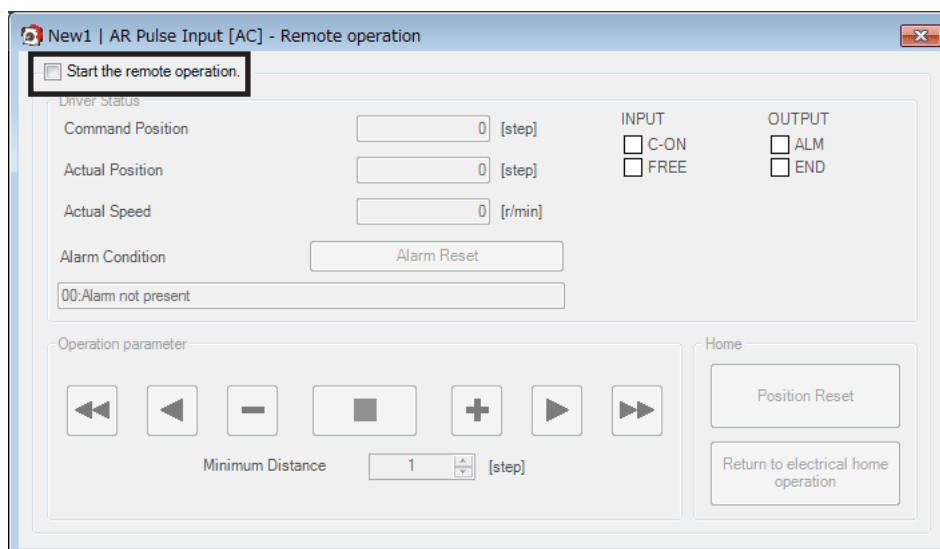 New1 | AR Pulse Input [AC] - Remote operation
Start the remote operation.
Driver Status
Command Position 0 [step]
INPUT OUTPUT
C-ON ALM
FREE END
Actual Position 0 [step]
Actual Speed 0 [r/min]
Alarm Condition Alarm Reset
00:Alarm not present
Operation parameter
Minimum Distance 1 [step]
Home
Position Reset
Return to electrical home
operation